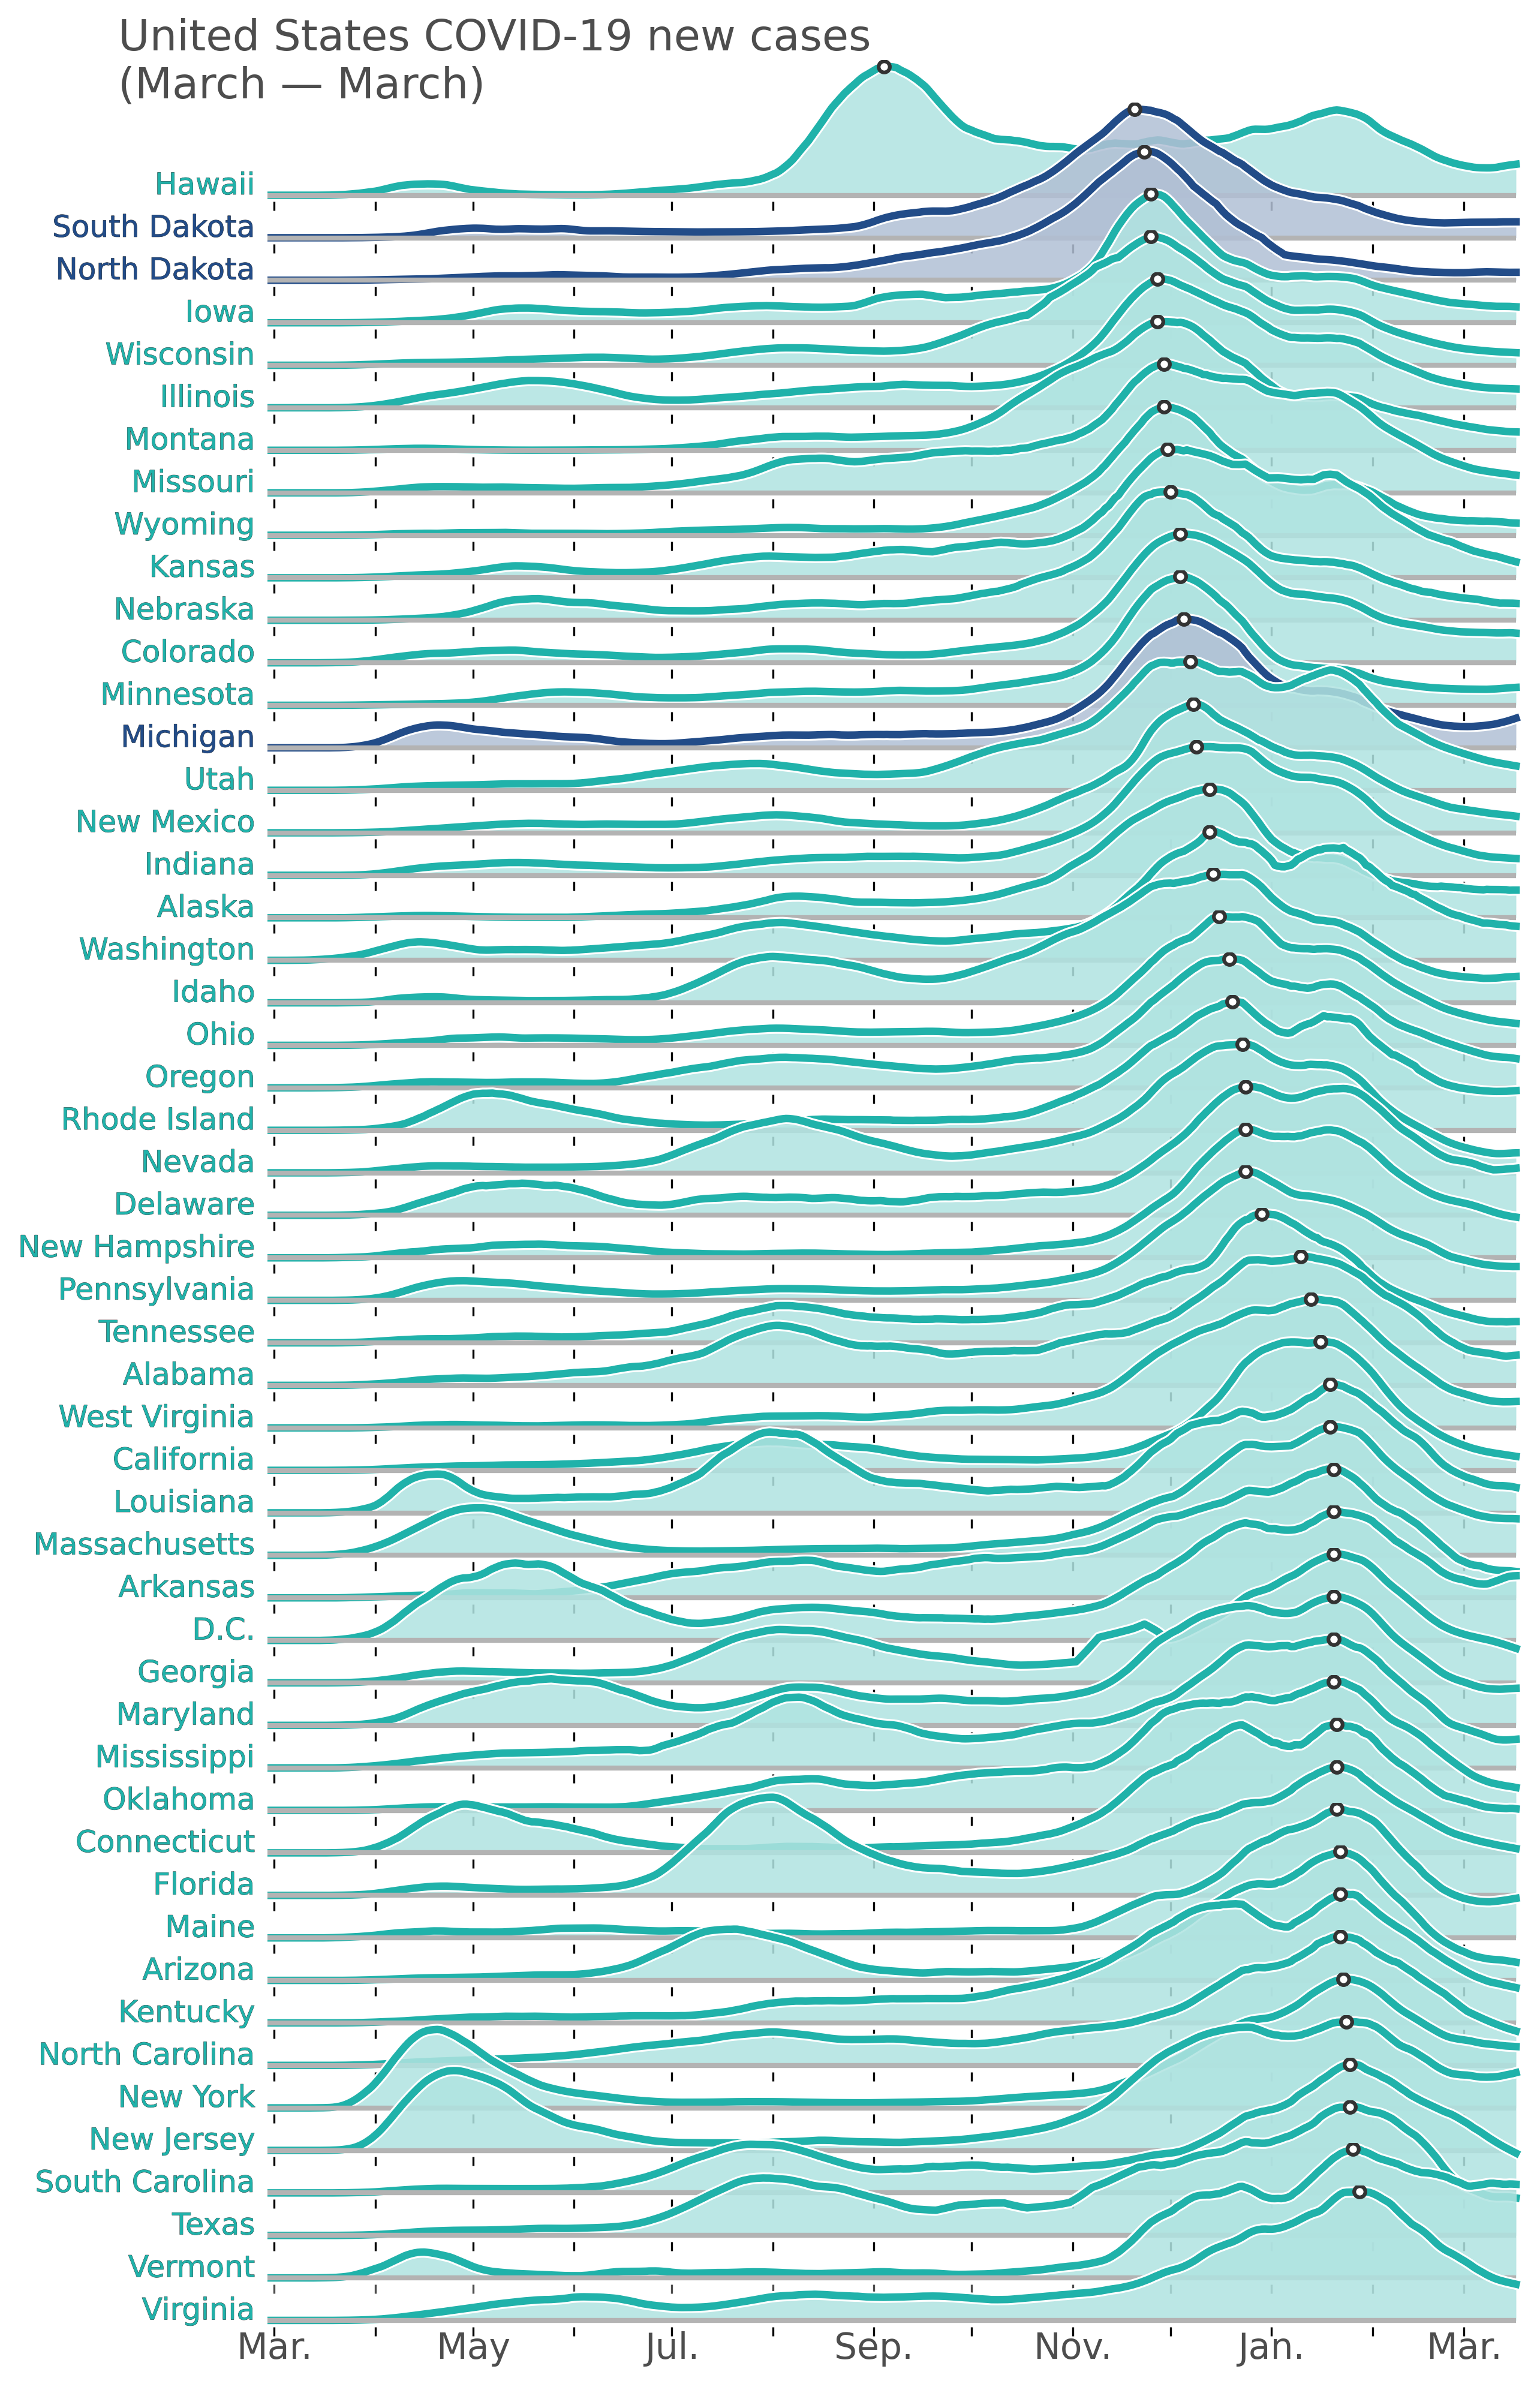 United States COVID-19 new cases
(March — March)
Hawaii
South Dakota
North Dakota
Iowa
Wisconsin
Illinois
Montana
Missouri
Wyoming
Kansas
Nebraska
Colorado
Minnesota
Michigan
Utah
New Mexico
Indiana
Alaska
Washington
Idaho
Ohio
Oregon
Rhode Island
Nevada
Delaware
New Hampshire
Pennsylvania
Tennessee
Alabama
West Virginia
California
Louisiana
Massachusetts
Arkansas
D.C.
Georgia
Maryland
Mississippi
Oklahoma
Connecticut
Florida
Maine
Arizona
Kentucky
North Carolina
New York
New Jersey
South Carolina
Texas
Vermont
Virginia
Mar. May Jul. Sep. Nov. Jan. Mar.